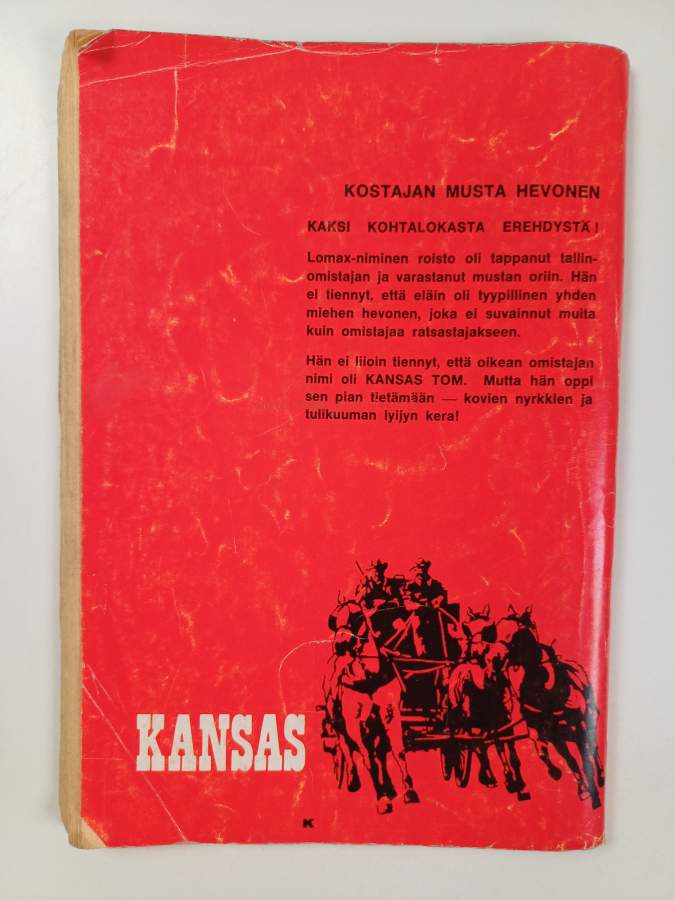 KOSTAJAN MUSTA HEVONEN
KAKSI KOHTALOKASTA EREHDYSTÄ!
Lomax-niminen roisto oli tappanut tallin-
omistajan ja varastanut mustan oriin. Hän
ei tiennyt, että eläin oli tyypillinen yhden
miehen hevonen, joka ei suvainnut muita
kuin omistajaa ratsastajakseen.
Hän ei liioin tiennyt, että oikean omistajan
nimi oli KANSAS TOM. Mutta hän oppi
sen pian tietämään — kovien nyrkkien ja
tulikuuman lyijyn kera!
KANSAS
K